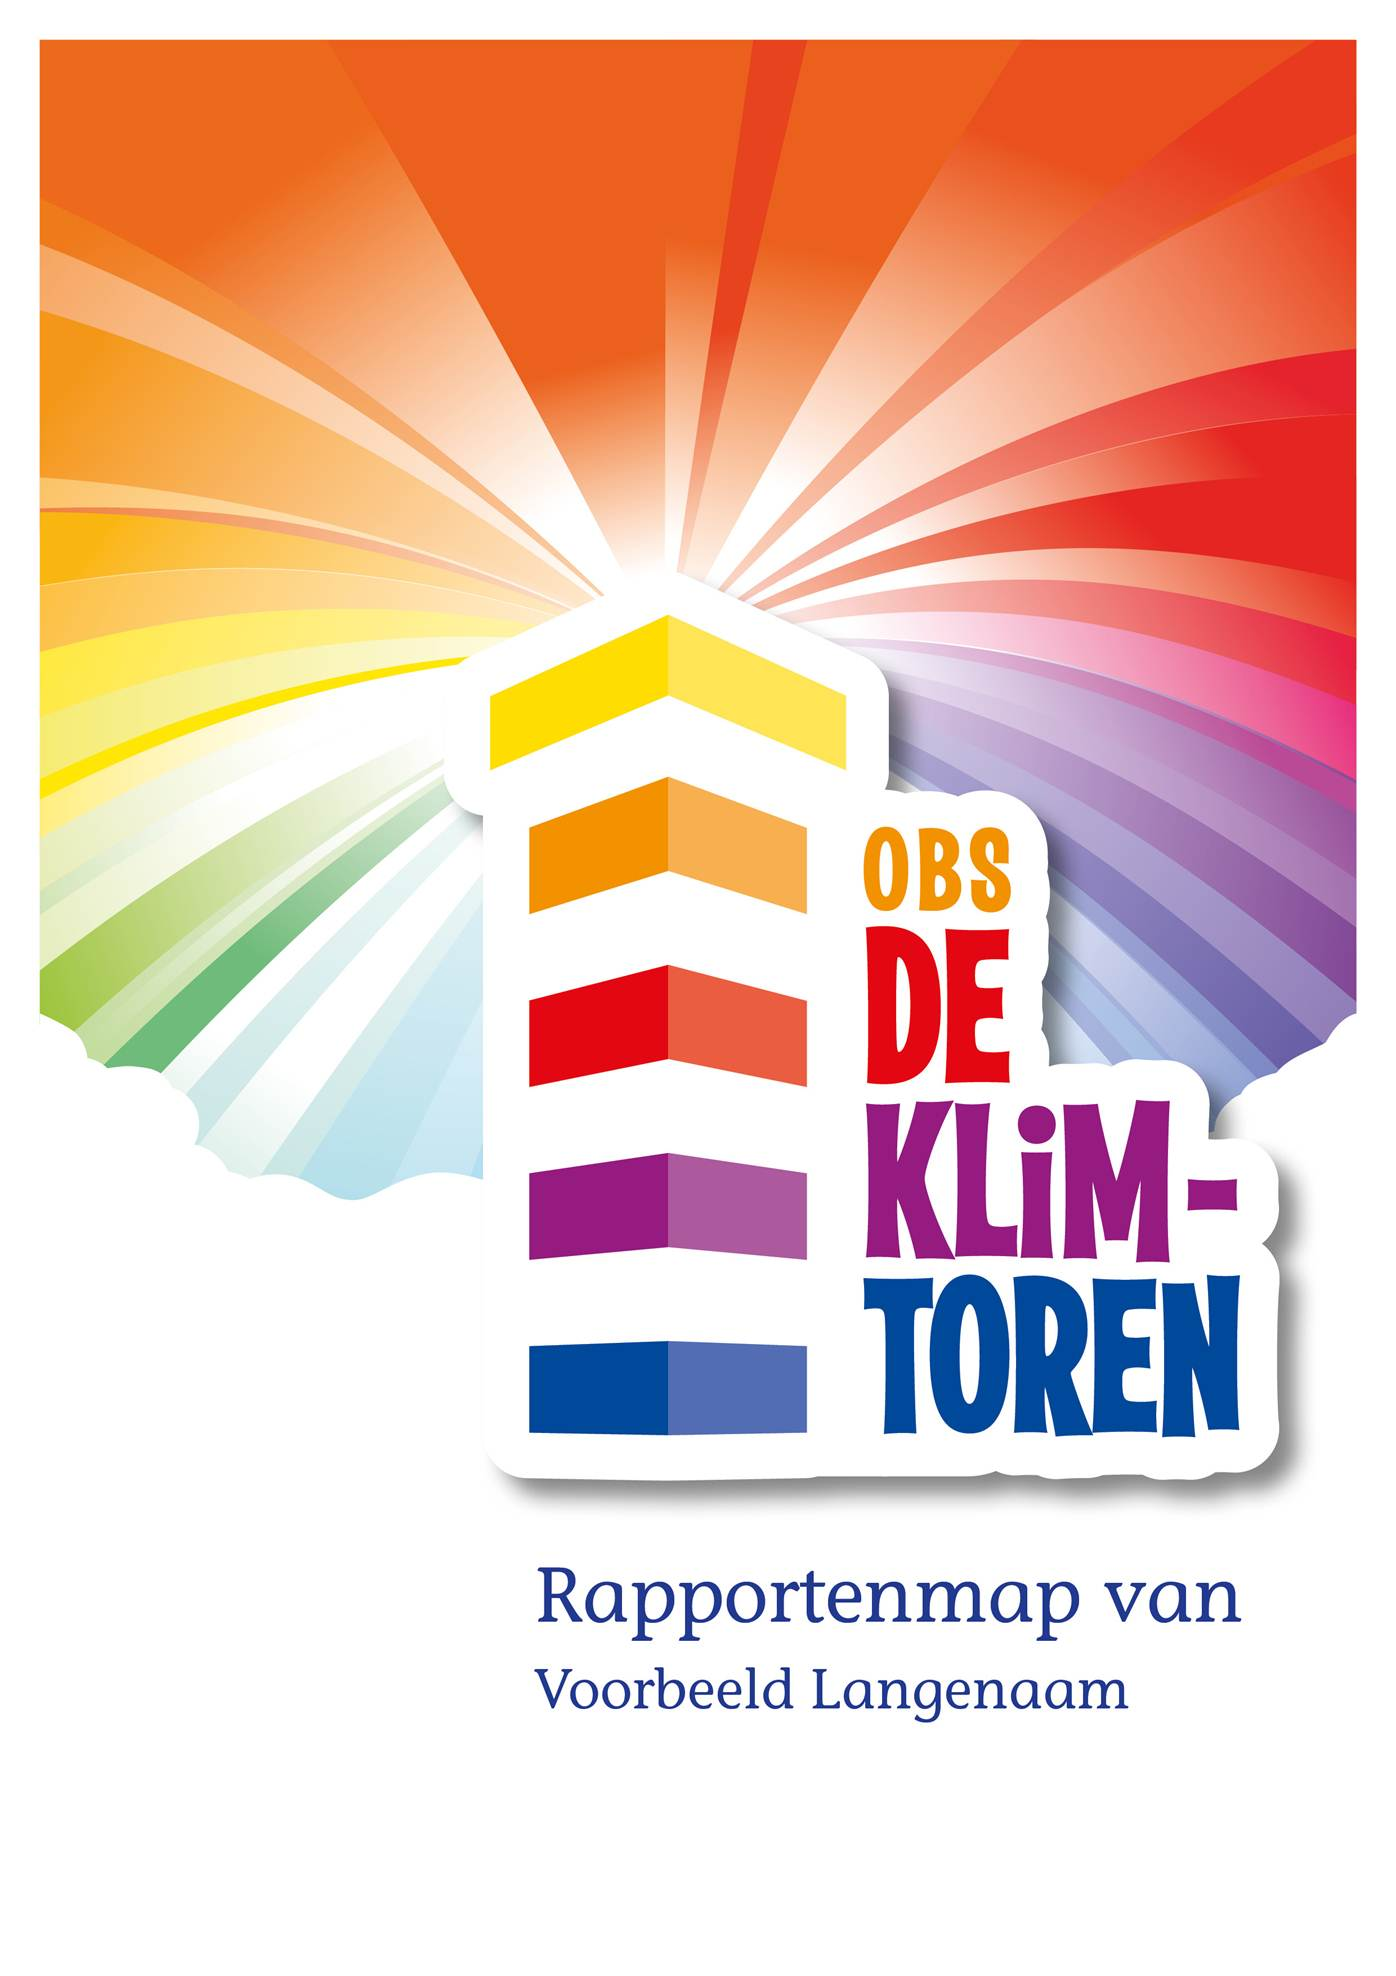 OBS
DE
KLiM-
TOREN
Rapportenmap van
Voorbeeld Langenaam